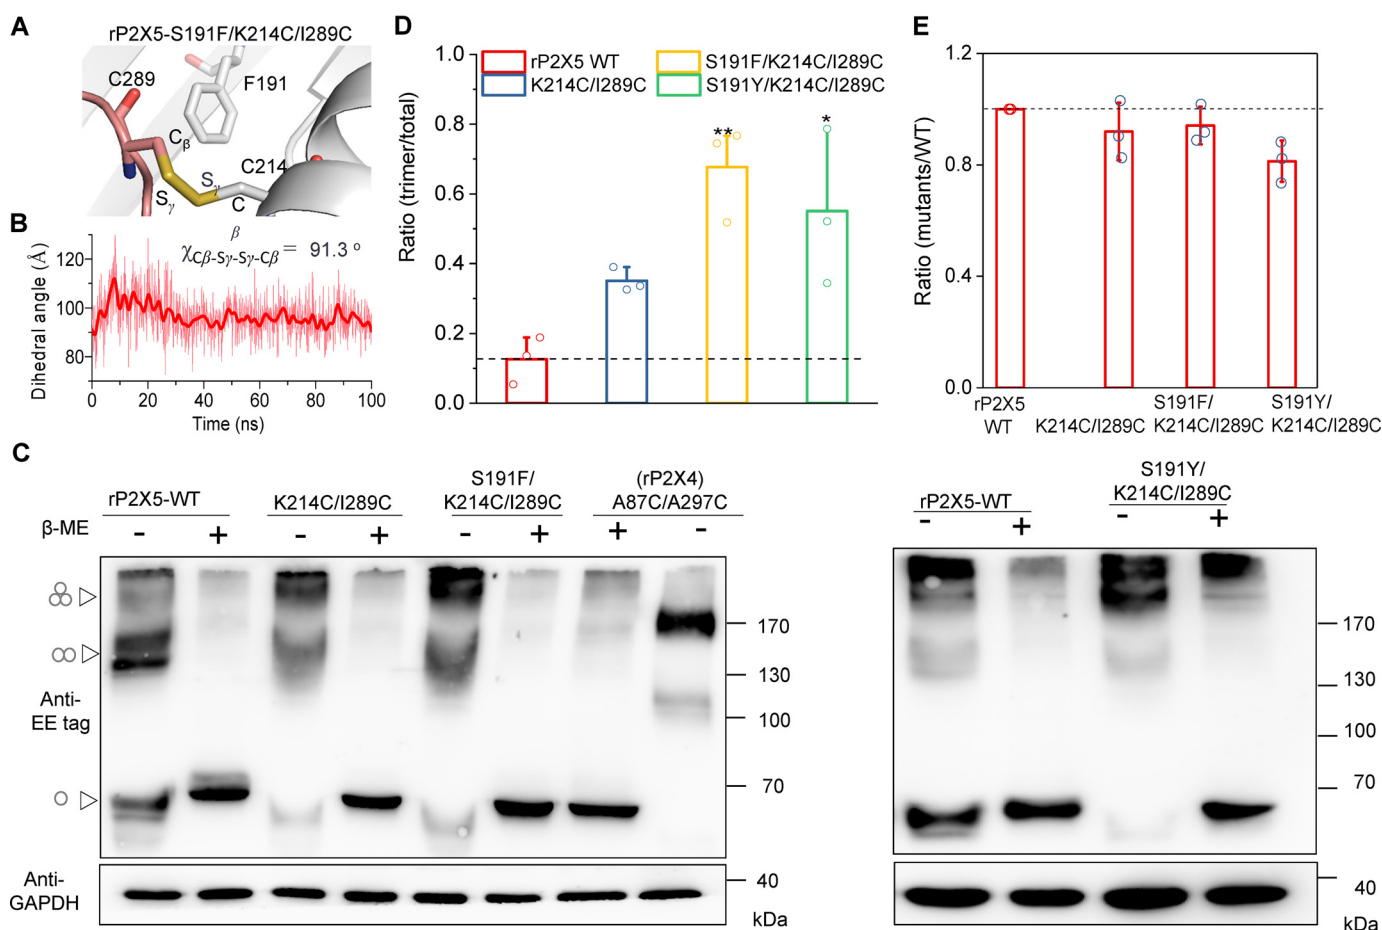 A
rP2X5-S191F/K214C/I289C
C289
F191
Cβ
C214
Sγ
Sγ
C
β
B
χCβ-Sγ-Sγ-Cβ = 91.3 °
Dihedral angle (Å)
120
100
80
0 20 40 60 80 100
Time (ns)
D
Ratio (trimer/total)
1.0
0.8
0.6
0.4
0.2
0.0
rP2X5 WT
K214C/I289C
S191F/K214C/I289C
S191Y/K214C/I289C
**
*
E
Ratio (mutants/WT)
1.2
0.8
0.4
0.0
rP2X5
WT
K214C/I289C
S191F/
K214C/I289C
S191Y/
K214C/I289C
C
rP2X5-WT
K214C/I289C
S191F/
K214C/I289C
(rP2X4)
A87C/A297C
β-ME
- + - + - + + -
Anti-
EE tag
170
130
100
70
Anti-
GAPDH
40
kDa
rP2X5-WT
S191Y/
K214C/I289C
- + - +
170
130
100
70
40
kDa